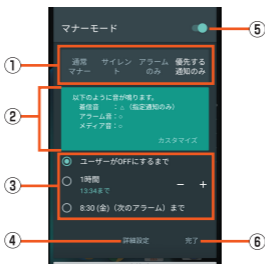 マナーモード
⑤
①
通常
マナー
サイレン
ト
アラーム
のみ
優先する
通知のみ
②
以下のように音が鳴ります。
着信音 : △ (指定通知のみ)
アラーム音 : ○
メディア音 : ○
カスタマイズ
③
ユーザーがOFFにするまで
1時間
13:34まで
− +
8:30 (金) (次のアラーム) まで
④
詳細設定
完了
⑥